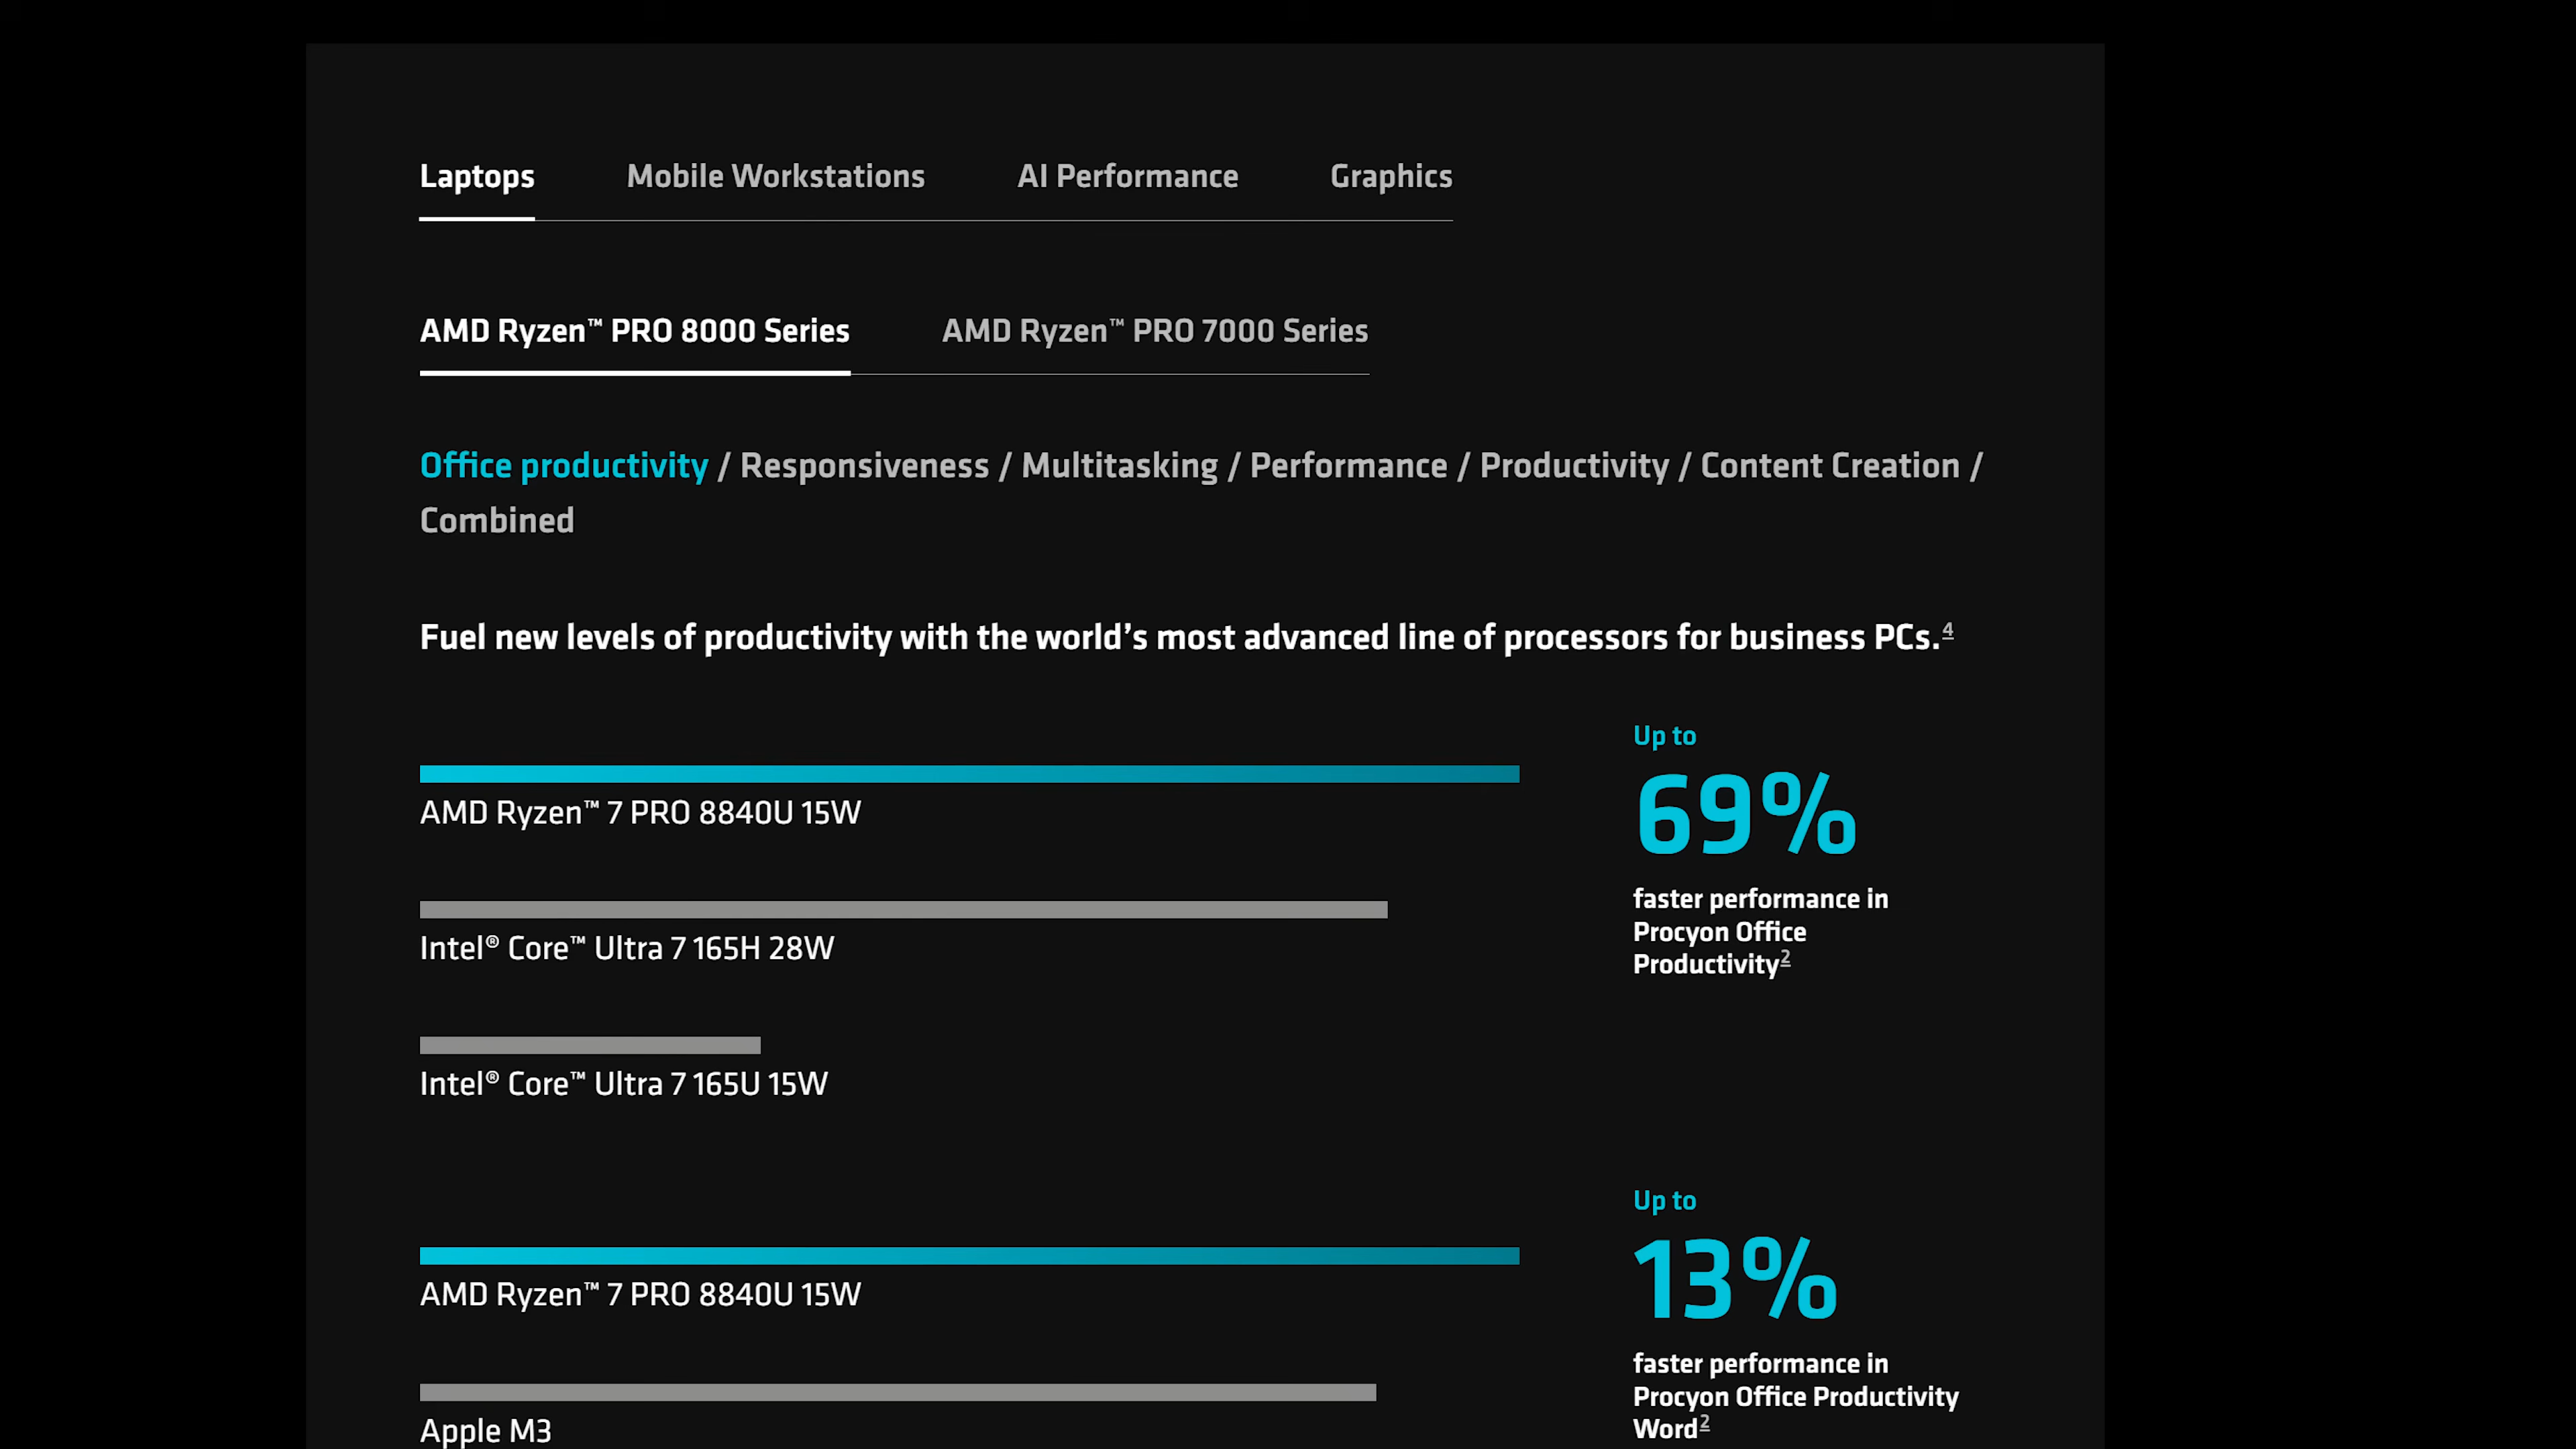 Laptops Mobile Workstations AI Performance Graphics
AMD Ryzen™ PRO 8000 Series AMD Ryzen™ PRO 7000 Series
Office productivity / Responsiveness / Multitasking / Performance / Productivity / Content Creation /
Combined
Fuel new levels of productivity with the world's most advanced line of processors for business PCs.4
AMD Ryzen™ 7 PRO 8840U 15W
Intel® Core™ Ultra 7 165H 28W
Intel® Core™ Ultra 7 165U 15W
Up to
69%
faster performance in
Procyon Office
Productivity2
AMD Ryzen™ 7 PRO 8840U 15W
Apple M3
Up to
13%
faster performance in
Procyon Office Productivity
Word2